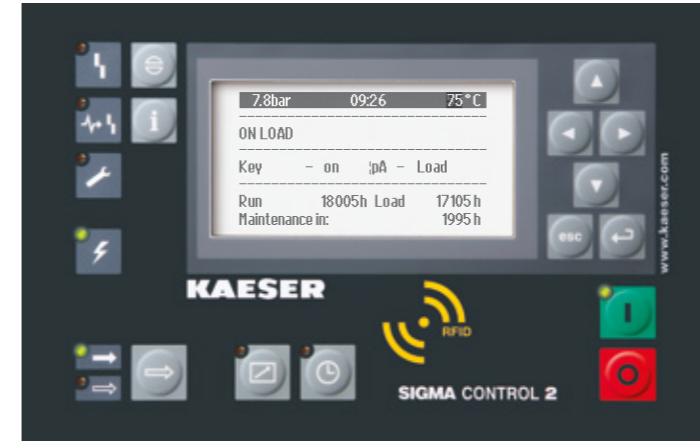 7.8bar 09:26 75°C
ON LOAD
Key - on ¦pA - Load
Run 18005h Load 17105h
Maintenance in: 1995h
i
esc
www.kaeser.com
KAESER
RFID
I
O
SIGMA CONTROL 2